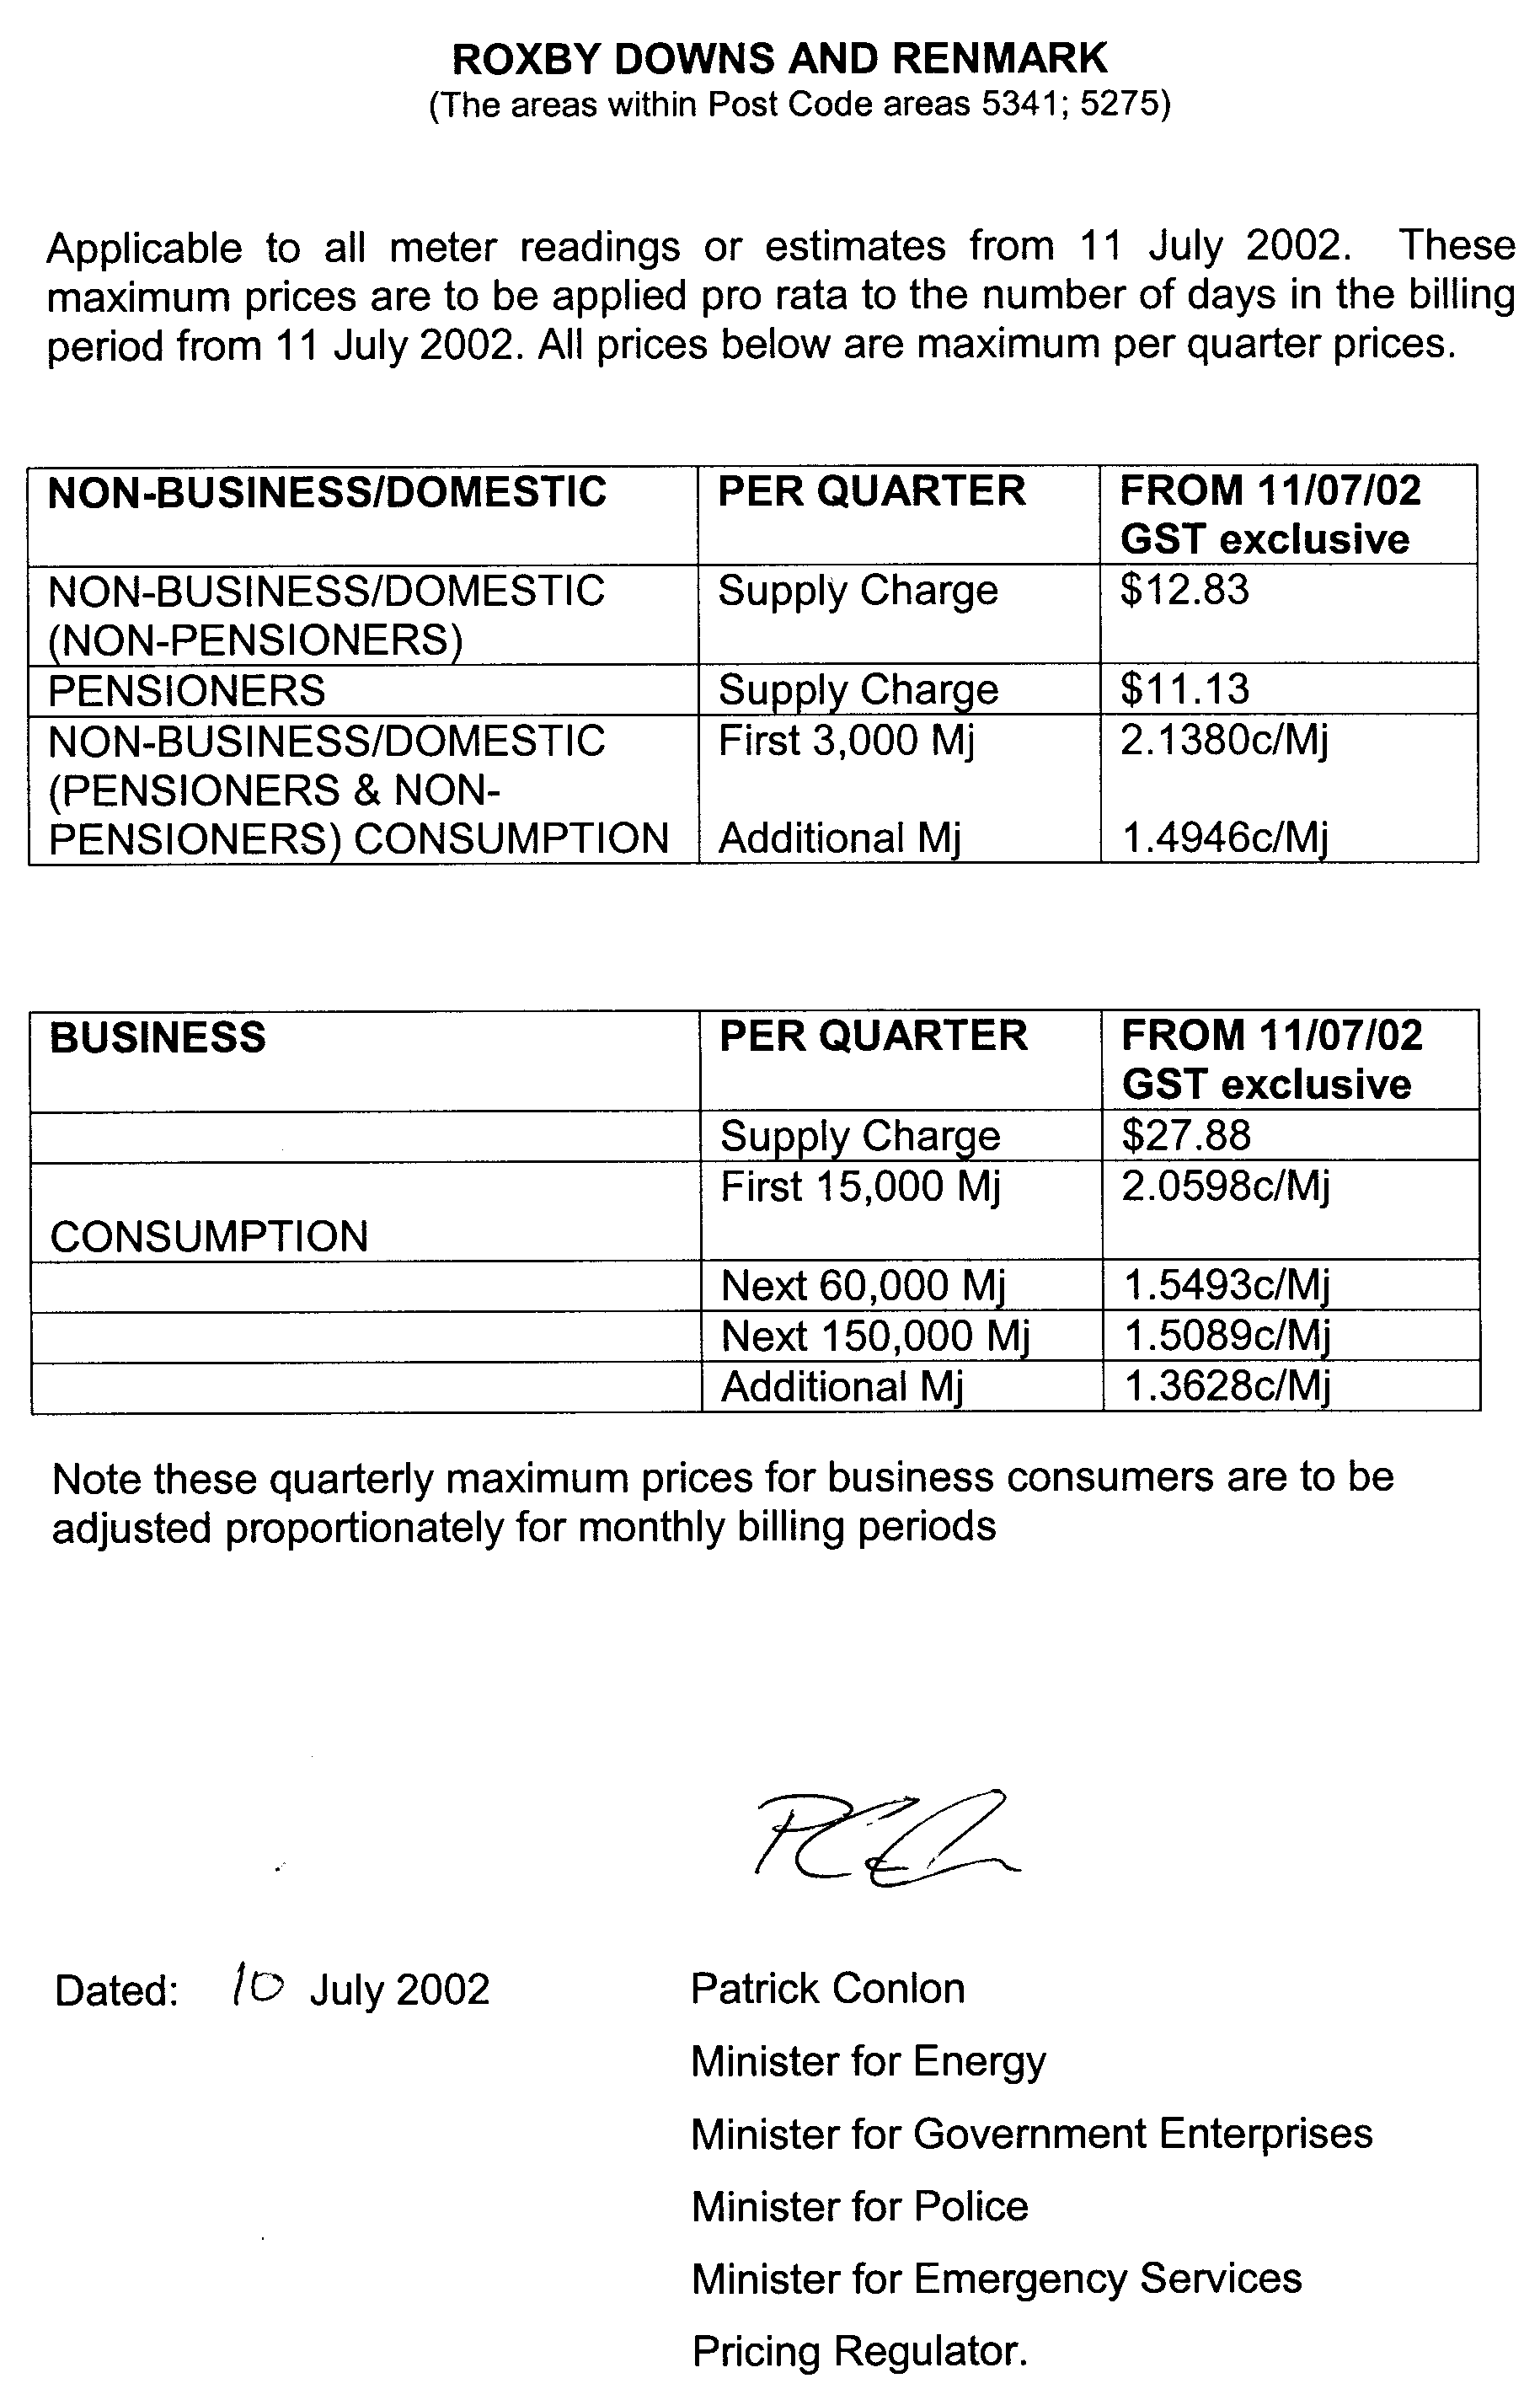 ROXBY DOWNS AND RENMARK
(The areas within Post Code areas 5341; 5275)
Applicable to all meter readings or estimates from 11 July 2002. These
maximum prices are to be applied pro rata to the number of days in the billing
period from 11 July 2002. All prices below are maximum per quarter prices.
NON-BUSINESS/DOMESTIC PER QUARTER FROM 11/07/02
GST exclusive
NON-BUSINESS/DOMESTIC Supply Charge $12.83
(NON-PENSIONERS)
PENSIONERS Supply Charge $11.13
NON-BUSINESS/DOMESTIC First 3,000 Mj 2.1380c/Mj
(PENSIONERS & NON-
PENSIONERS) CONSUMPTION Additional Mj 1.4946c/Mj
BUSINESS PER QUARTER FROM 11/07/02
GST exclusive
Supply Charge $27.88
First 15,000 Mj 2.0598c/Mj
CONSUMPTION
Next 60,000 Mj 1.5493c/Mj
Next 150,000 Mj 1.5089c/Mj
Additional Mj 1.3628c/Mj
Note these quarterly maximum prices for business consumers are to be
adjusted proportionately for monthly billing periods
Dated: 10 July 2002 Patrick Conlon
Minister for Energy
Minister for Government Enterprises
Minister for Police
Minister for Emergency Services
Pricing Regulator.